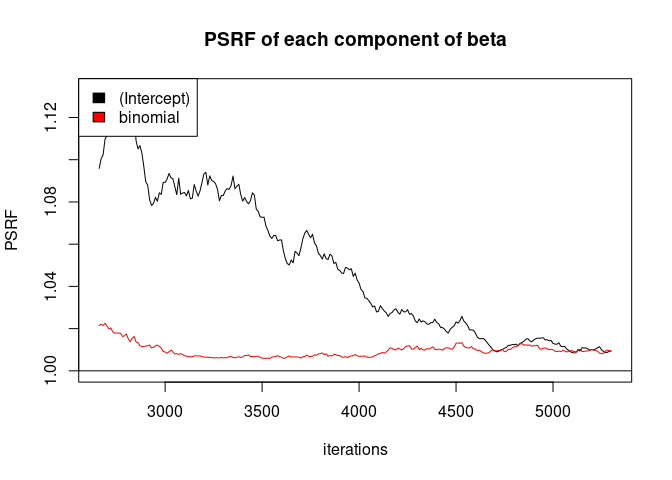 PSRF of each component of beta
(Intercept)
binomial
PSRF
1.12
1.08
1.04
1.00
3000 3500 4000 4500 5000
iterations